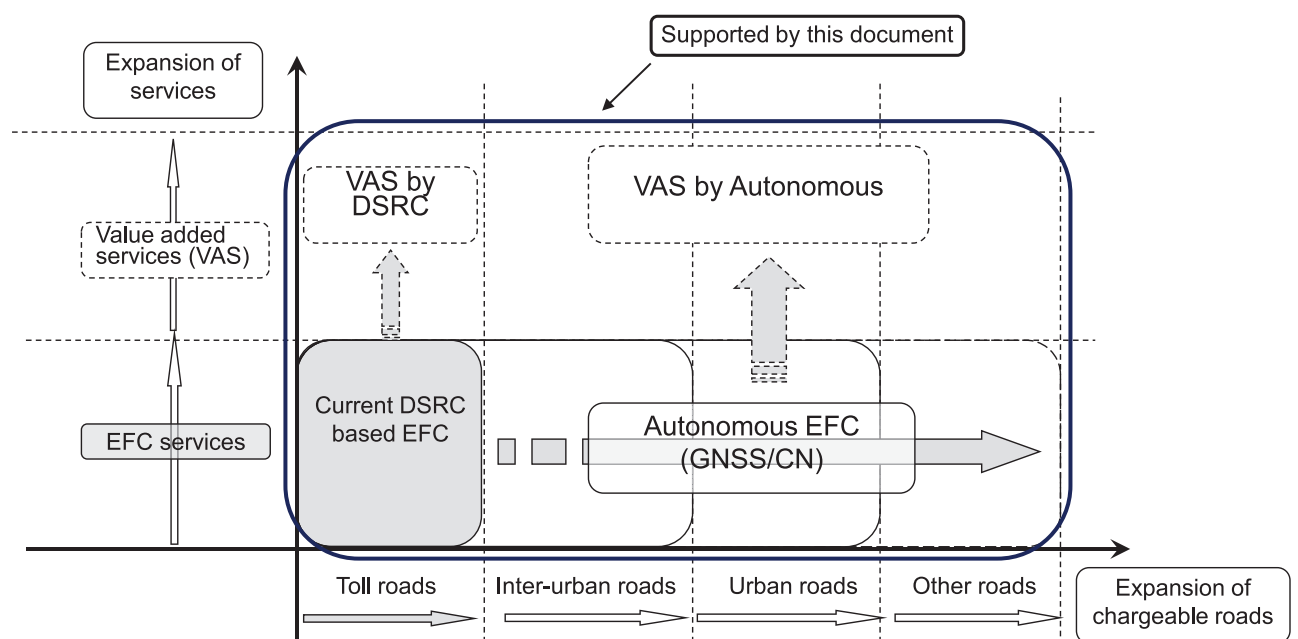 Supported by this document
Expansion of
services
VAS by
DSRC
VAS by Autonomous
Value added
services (VAS)
Current DSRC
based EFC
Autonomous EFC
(GNSS/CN)
EFC services
Toll roads
Inter-urban roads
Urban roads
Other roads
Expansion of
chargeable roads